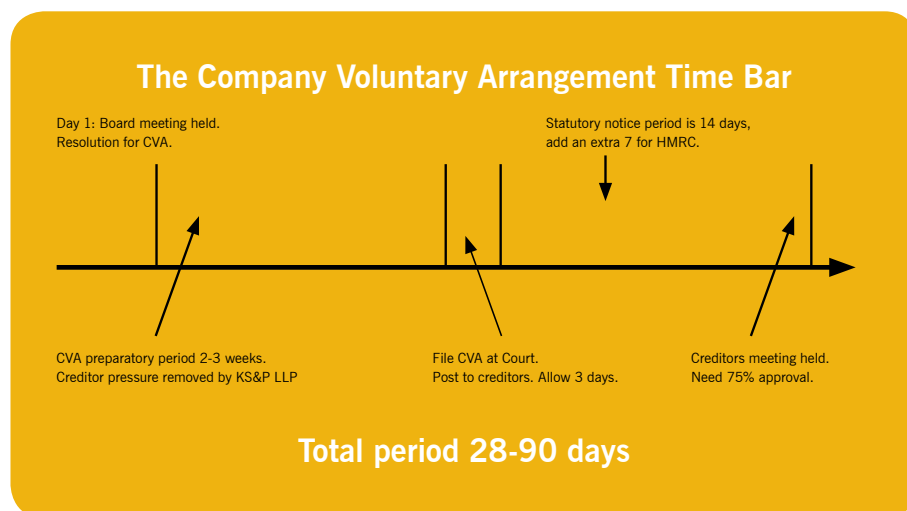 The Company Voluntary Arrangement Time Bar
Day 1: Board meeting held.
Resolution for CVA.
Statutory notice period is 14 days,
add an extra 7 for HMRC.
CVA preparatory period 2-3 weeks.
Creditor pressure removed by KS&P LLP
File CVA at Court.
Post to creditors. Allow 3 days.
Creditors meeting held.
Need 75% approval.
Total period 28-90 days